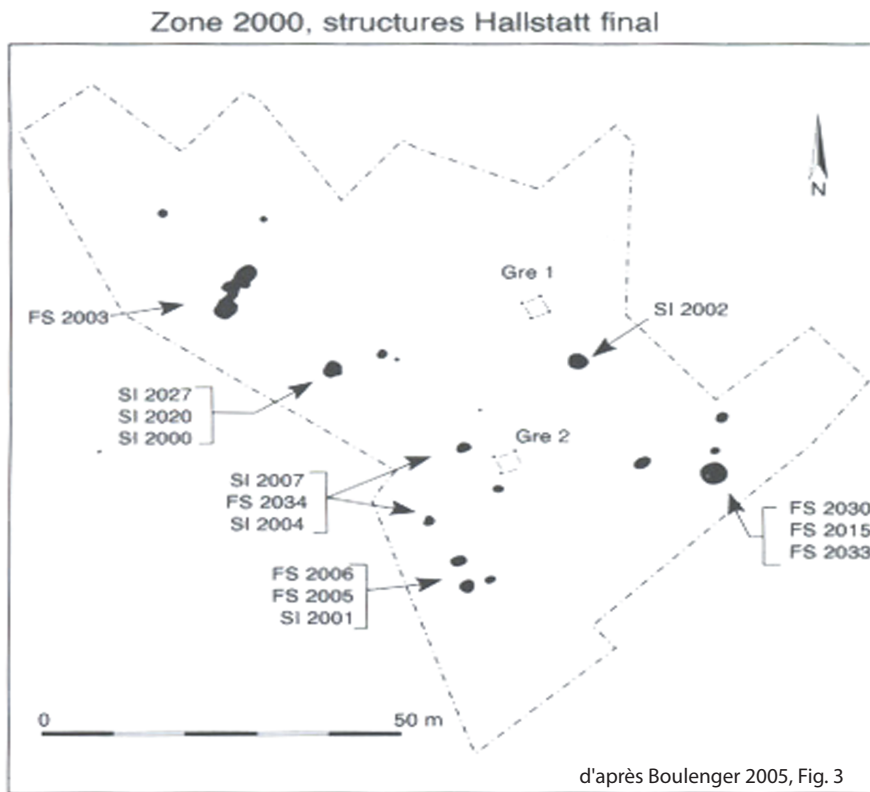 Zone 2000, structures Hallstatt final
N
Gre 1
FS 2003
SI 2002
SI 2027
SI 2020
SI 2000
Gre 2
SI 2007
FS 2034
SI 2004
FS 2030
FS 2015
FS 2033
FS 2006
FS 2005
SI 2001
0
50 m
d'après Boulenger 2005, Fig. 3